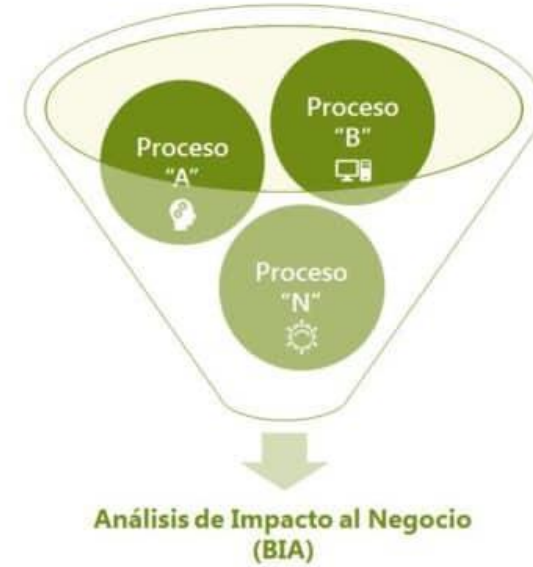 Proceso
"A"
Proceso
"B"
Proceso
"N"
Análisis de Impacto al Negocio
(BIA)